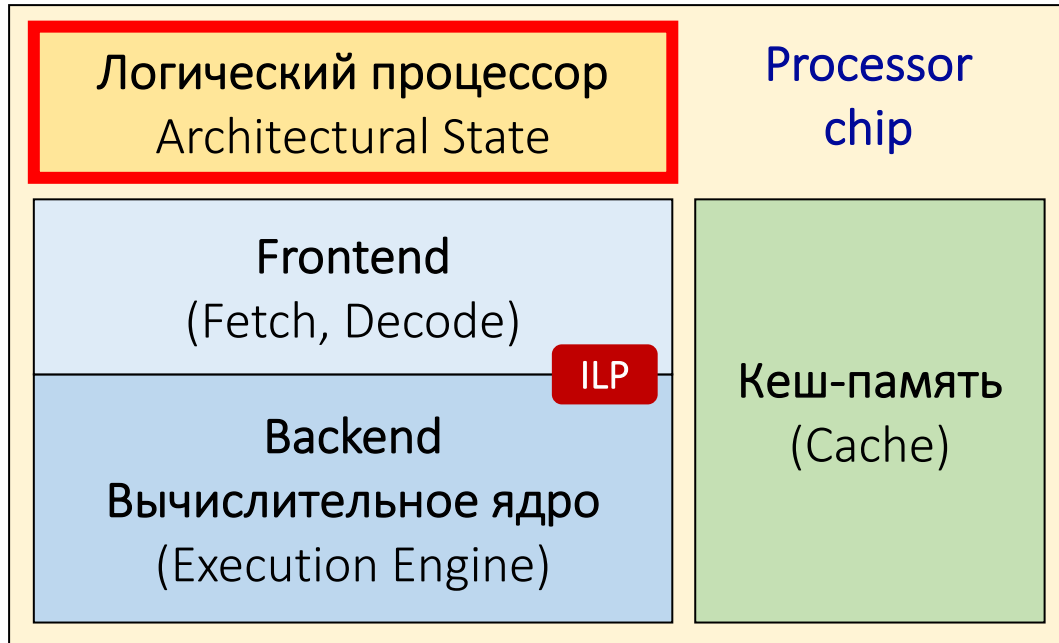 Логический процессор
Architectural State
Processor
chip
Frontend
(Fetch, Decode)
ILP
Backend
Вычислительное ядро
(Execution Engine)
Кеш-память
(Cache)